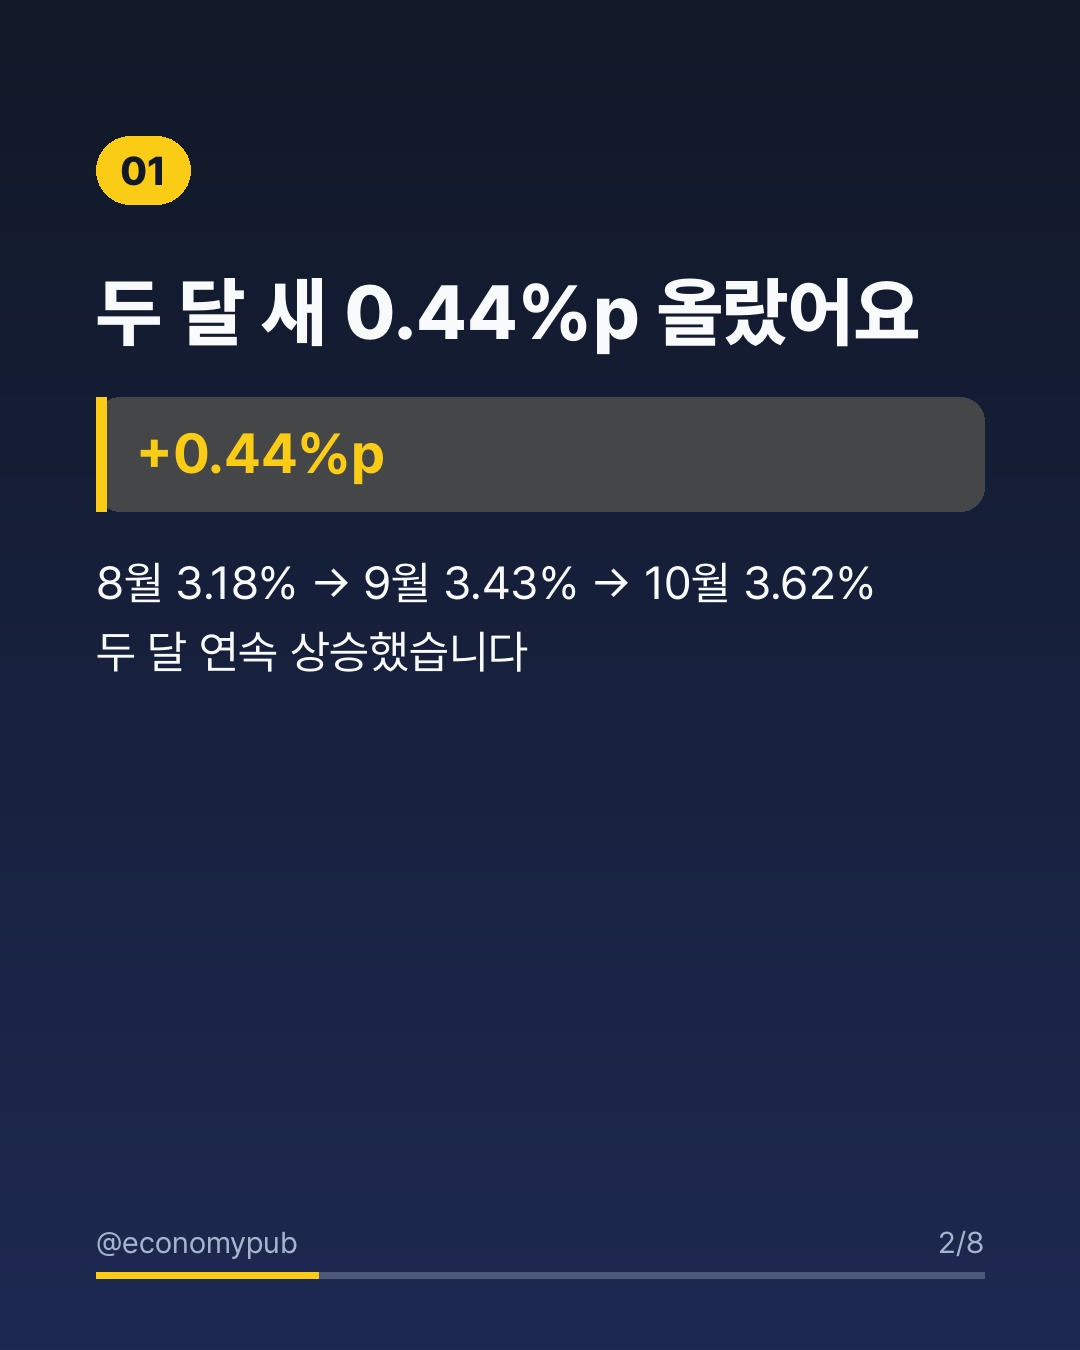 01
두 달 새 0.44%p 올랐어요
+0.44%p
8월 3.18% → 9월 3.43% → 10월 3.62%
두 달 연속 상승했습니다
@economypub
2/8